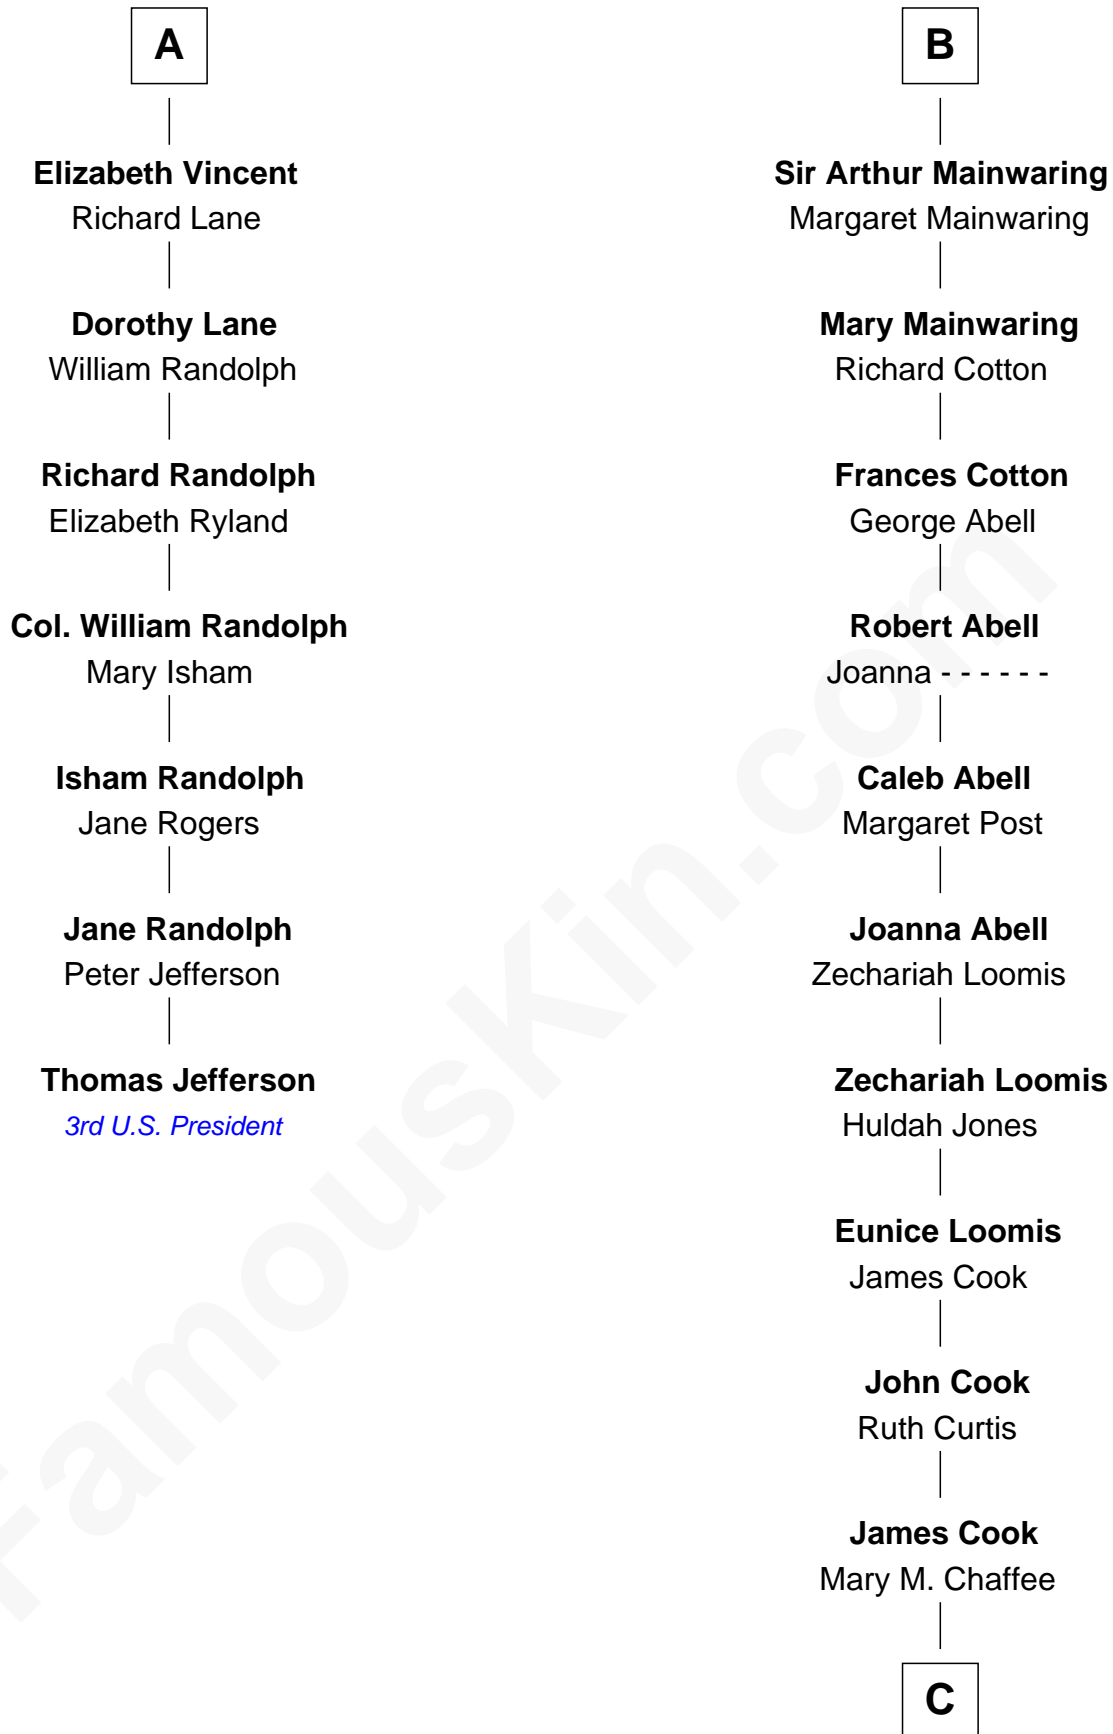 A
Elizabeth Vincent
Richard Lane
Dorothy Lane
William Randolph
Richard Randolph
Elizabeth Ryland
Col. William Randolph
Mary Isham
Isham Randolph
Jane Rogers
Jane Randolph
Peter Jefferson
Thomas Jefferson
3rd U.S. President
B
Sir Arthur Mainwaring
Margaret Mainwaring
Mary Mainwaring
Richard Cotton
Frances Cotton
George Abell
Robert Abell
Joanna - - - - - -
Caleb Abell
Margaret Post
Joanna Abell
Zechariah Loomis
Zechariah Loomis
Huldah Jones
Eunice Loomis
James Cook
John Cook
Ruth Curtis
James Cook
Mary M. Chaffee
C
FamousKin.com